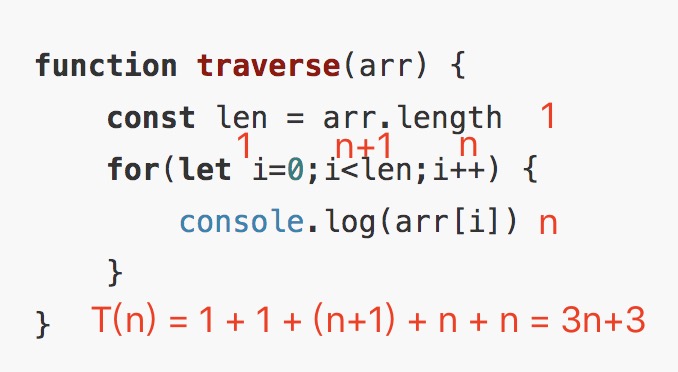 function traverse(arr) {
const len = arr.length 1
1 n+1 n
for(let i=0;i<len;i++) {
console.log(arr[i]) n
}
} T(n) = 1 + 1 + (n+1) + n + n = 3n+3